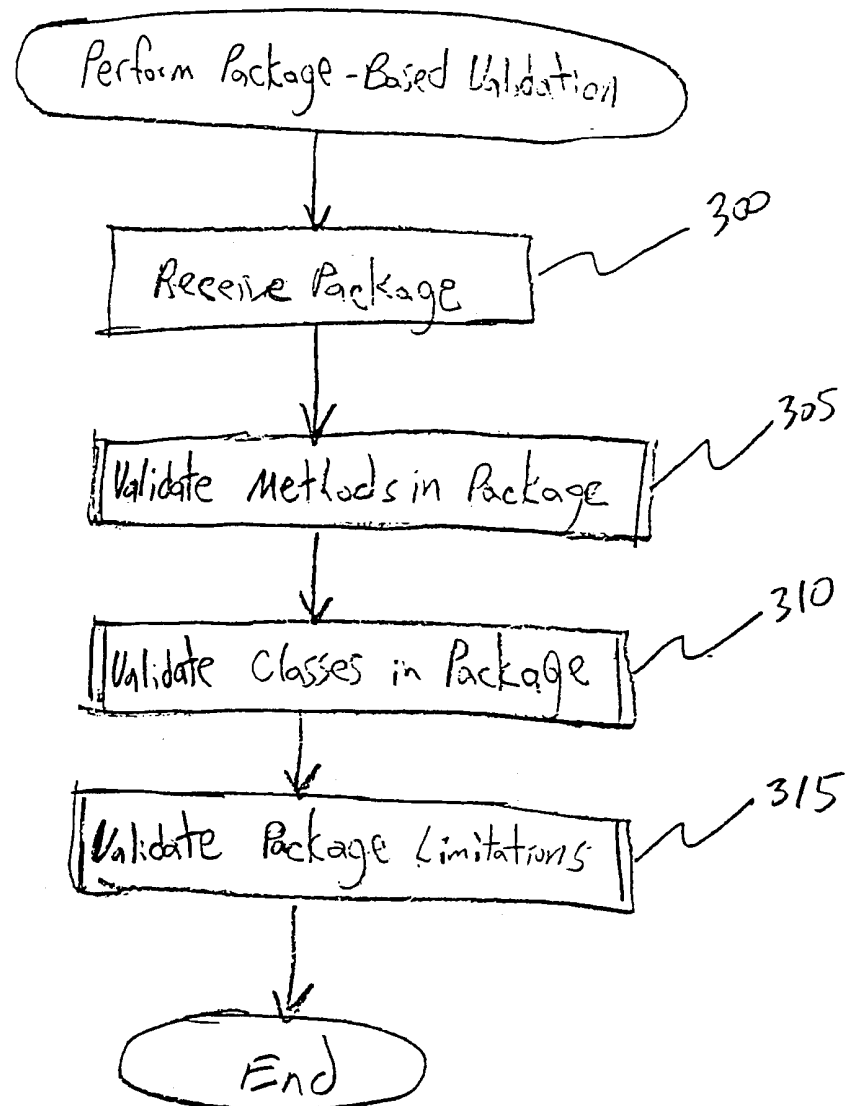 Perform Package-Based Validation
300
Receive Package
305
Validate Methods in Package
310
Validate Classes in Package
315
Validate Package Limitations
End